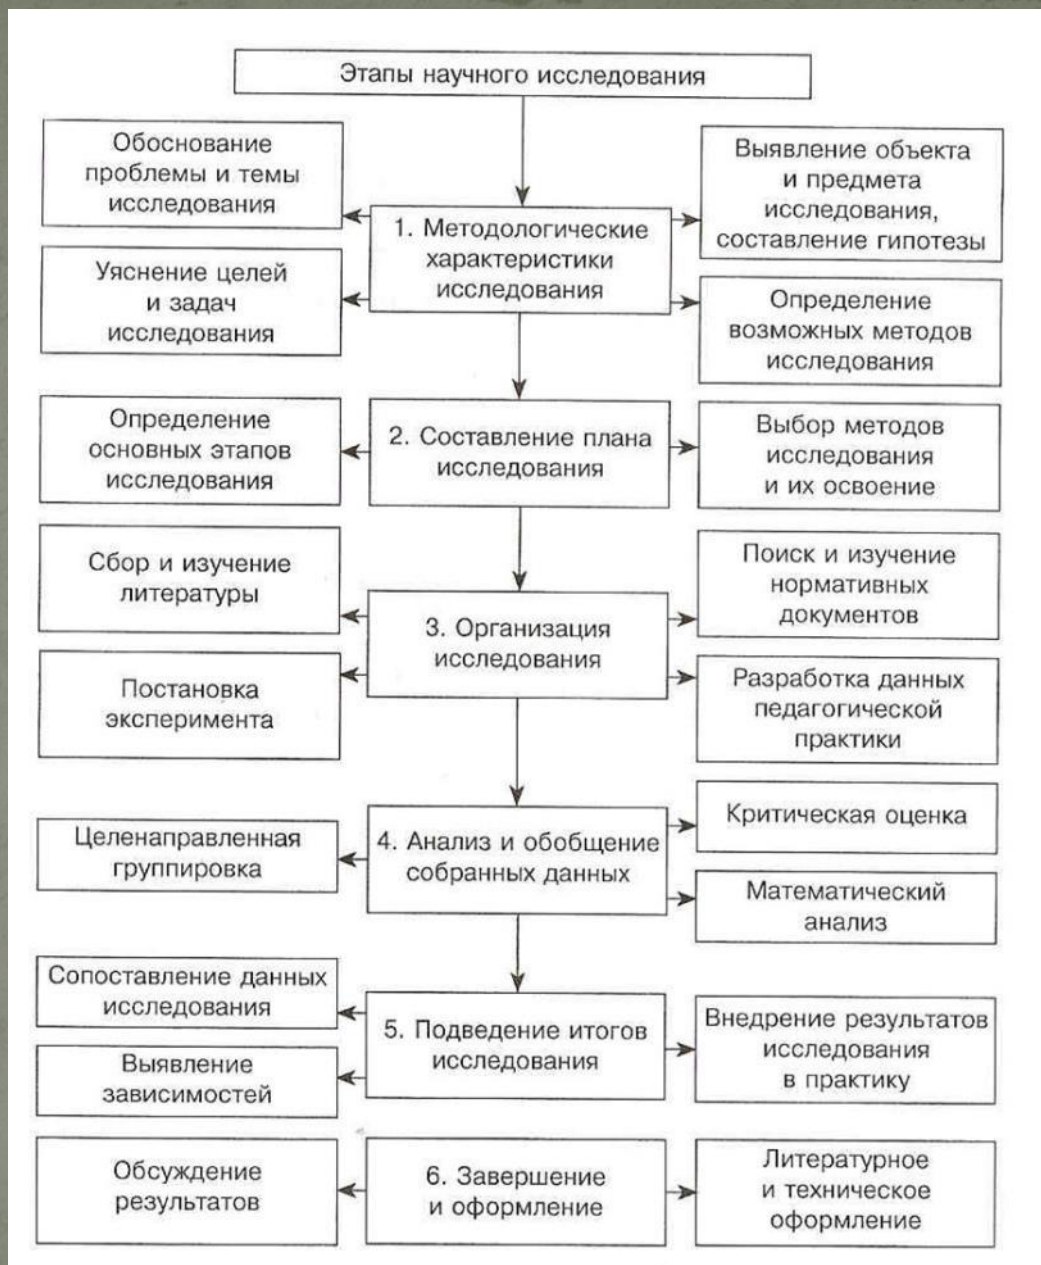 Этапы научного исследования
Обоснование
проблемы и темы
исследования
Выявление объекта
и предмета
исследования,
составление гипотезы
1. Методологические
характеристики
исследования
Уяснение целей
и задач
исследования
Определение
возможных методов
исследования
Определение
основных этапов
исследования
2. Составление плана
исследования
Выбор методов
исследования
и их освоение
Сбор и изучение
литературы
Поиск и изучение
нормативных
документов
3. Организация
исследования
Постановка
эксперимента
Разработка данных
педагогической
практики
Целенаправленная
группировка
4. Анализ и обобщение
собранных данных
Критическая оценка
Математический
анализ
Сопоставление данных
исследования
5. Подведение итогов
исследования
Внедрение результатов
исследования
в практику
Выявление
зависимостей
Обсуждение
результатов
6. Завершение
и оформление
Литературное
и техническое
оформление